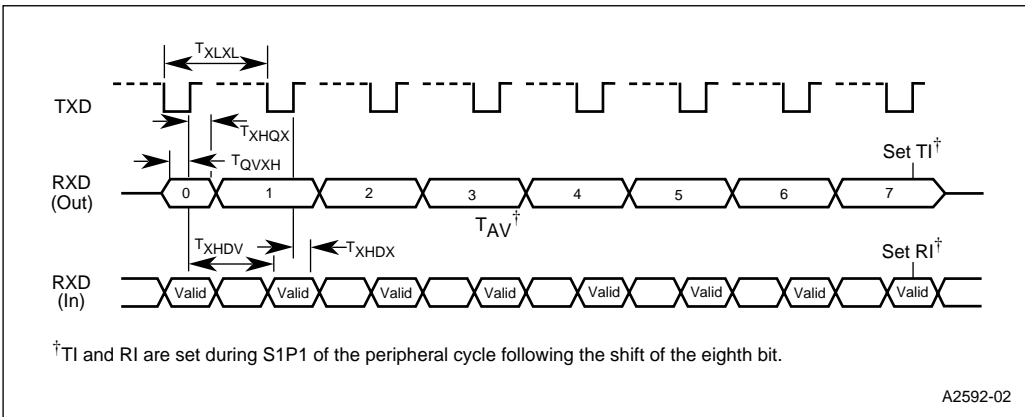 TXLXL
TXD
TXHQX
TQVXH
Set TI†
RXD
(Out)
0 1 2 3 4 5 6 7
TAV†
TXHDV
TXHDX
Set RI†
RXD
(In)
Valid Valid Valid Valid Valid Valid Valid Valid
†TI and RI are set during S1P1 of the peripheral cycle following the shift of the eighth bit.
A2592-02